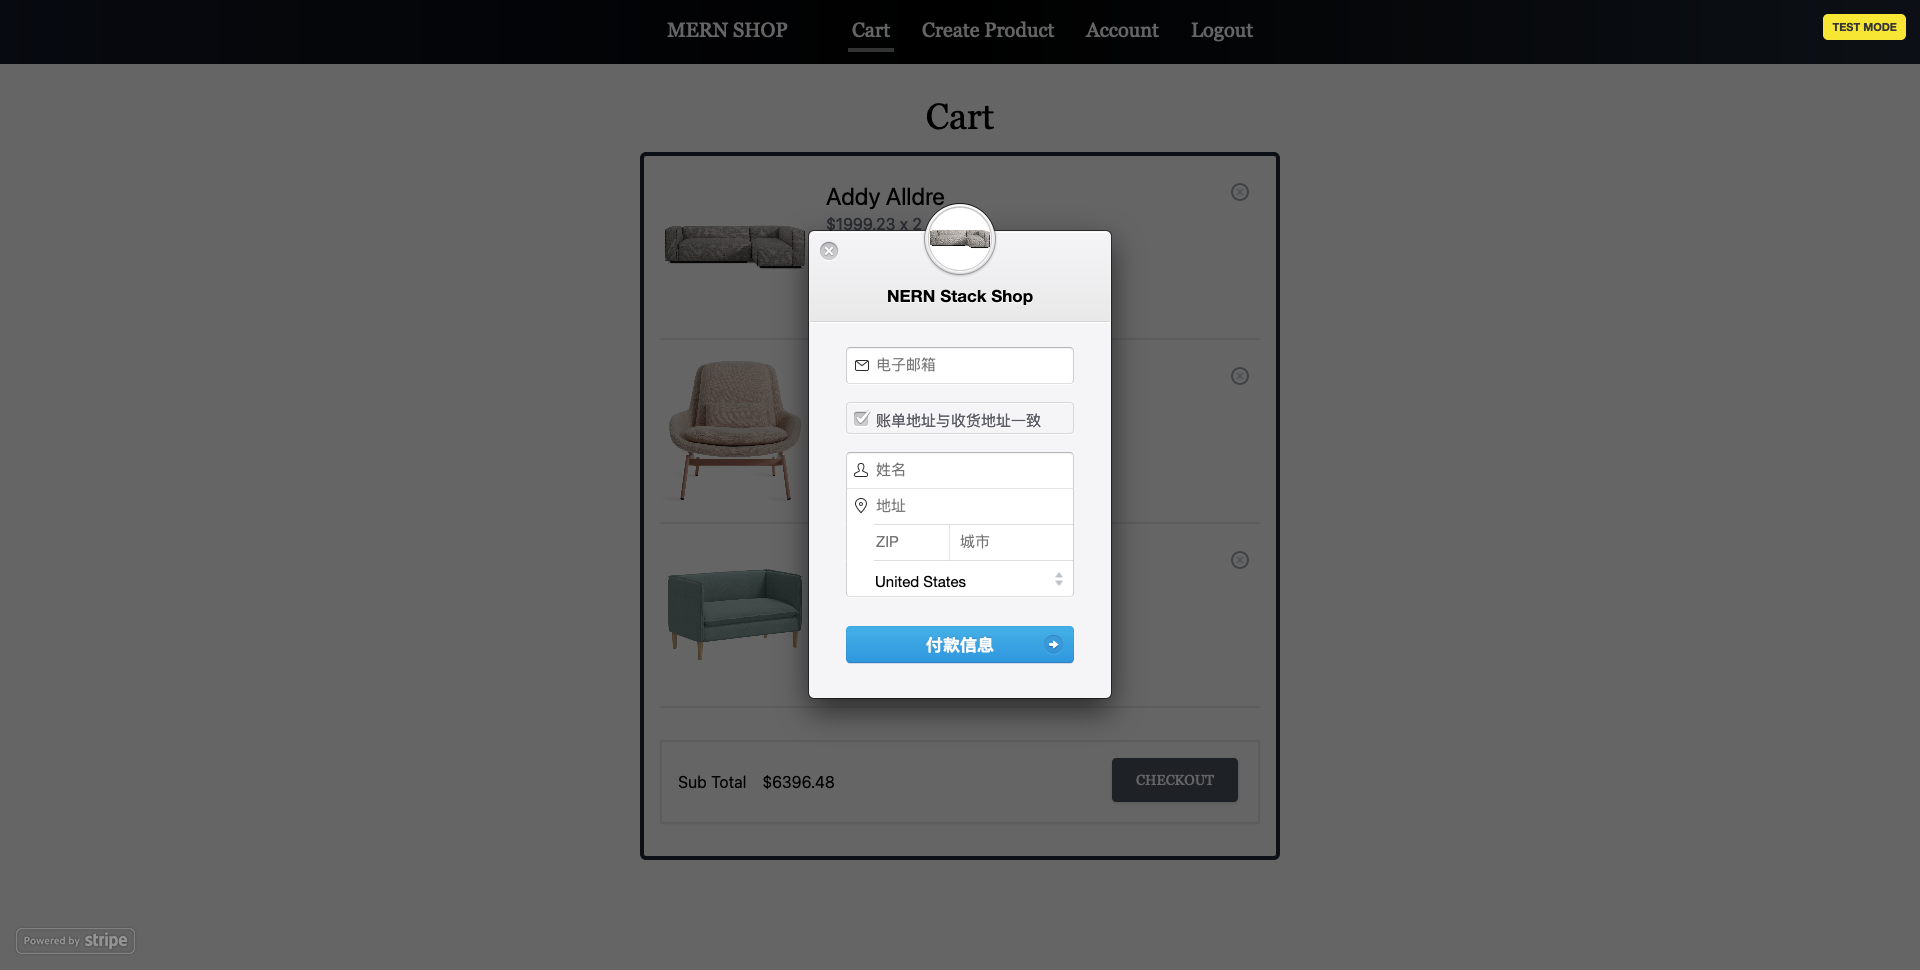 MERN SHOP Cart Create Product Account Logout
TEST MODE
Cart
Addy Alldre
$1999.23 x 2
NERN Stack Shop
电子邮箱
账单地址与收货地址一致
姓名
地址
ZIP 城市
United States
付款信息
Sub Total $6396.48
CHECKOUT
Powered by stripe